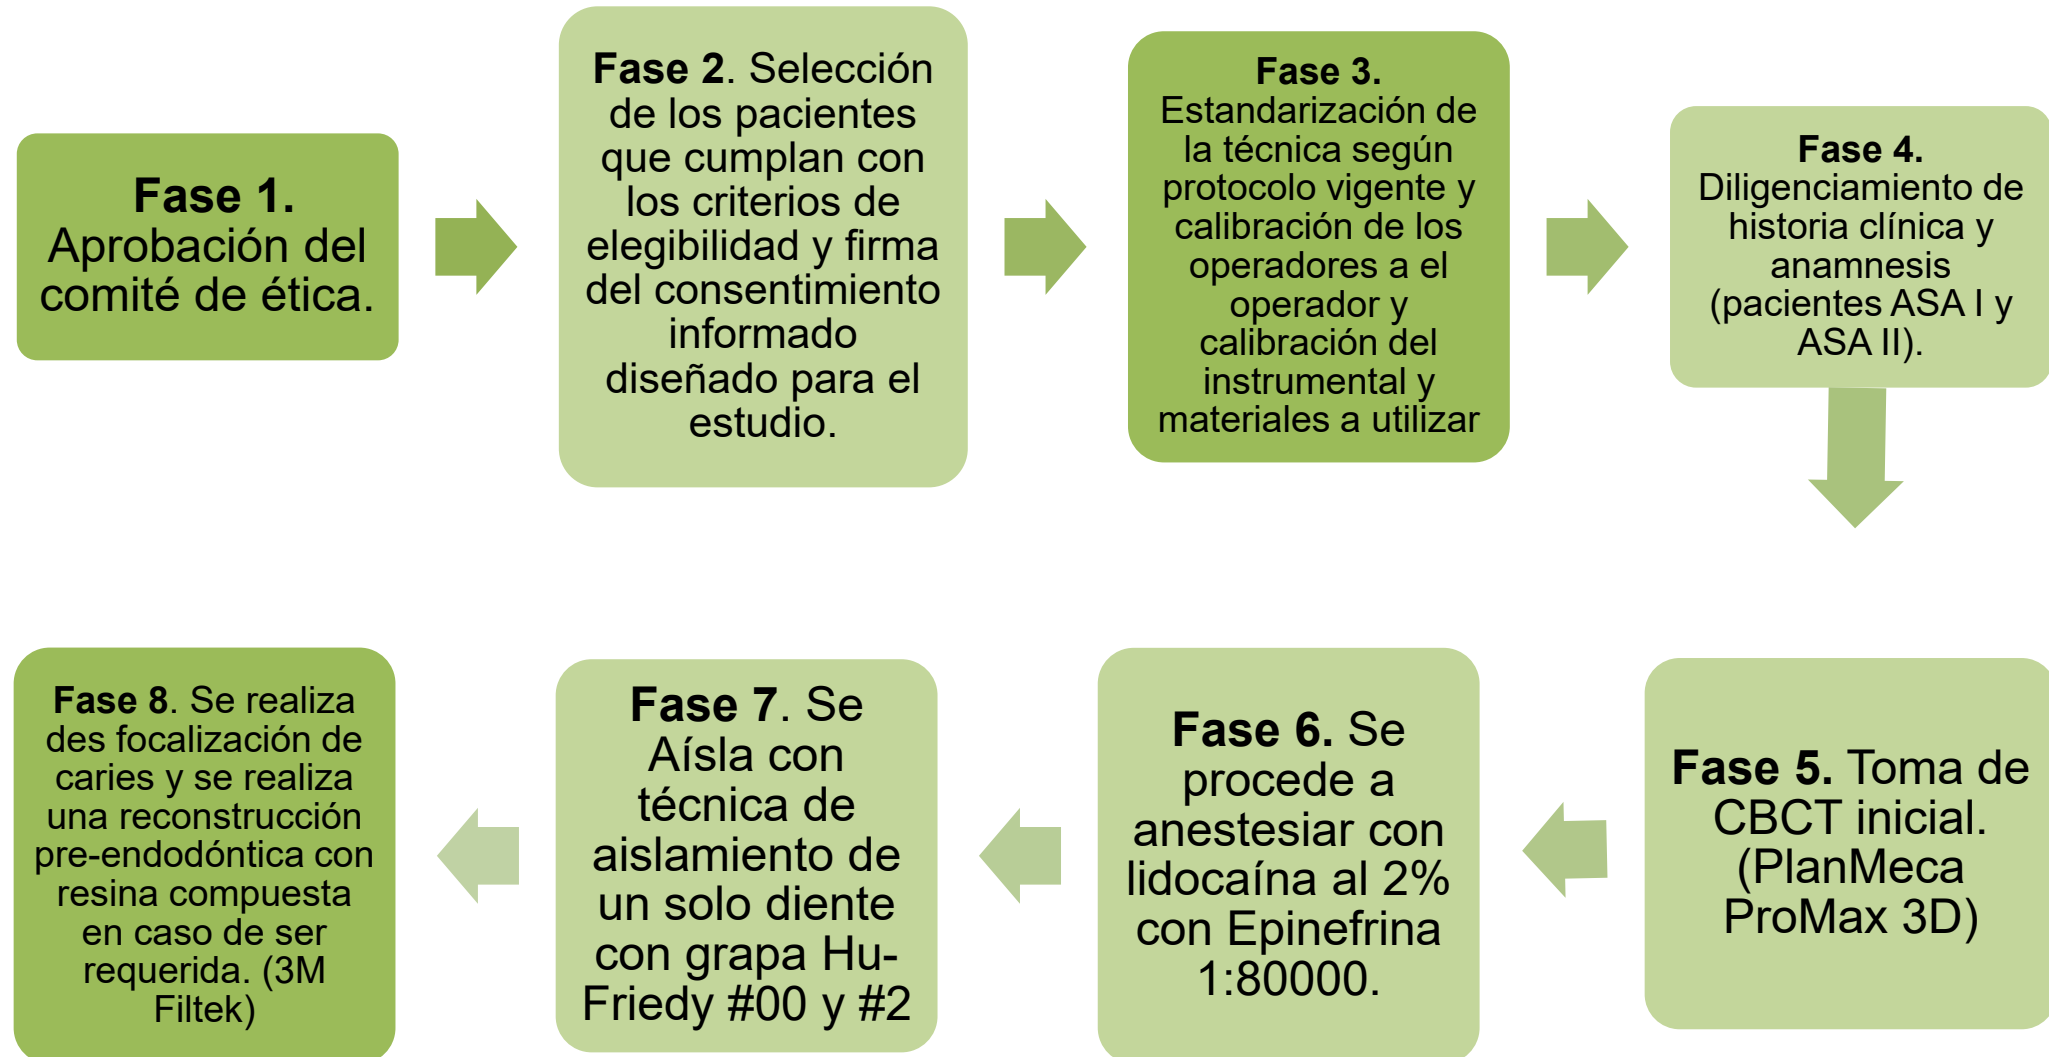 Fase 1.
Aprobación del
comité de ética.
Fase 2. Selección
de los pacientes
que cumplan con
los criterios de
elegibilidad y firma
del consentimiento
informado
diseñado para el
estudio.
Fase 3.
Estandarización de
la técnica según
protocolo vigente y
calibración de los
operadores a el
operador y
calibración del
instrumental y
materiales a utilizar
Fase 4.
Diligenciamiento de
historia clínica y
anamnesis
(pacientes ASA I y
ASA II).
Fase 5. Toma de
CBCT inicial.
(PlanMeca
ProMax 3D)
Fase 6. Se
procede a
anestesiar con
lidocaína al 2%
con Epinefrina
1:80000.
Fase 7. Se
Aísla con
técnica de
aislamiento de
un solo diente
con grapa Hu-
Friedy #00 y #2
Fase 8. Se realiza
des focalización de
caries y se realiza
una reconstrucción
pre-endodóntica con
resina compuesta
en caso de ser
requerida. (3M
Filtek)